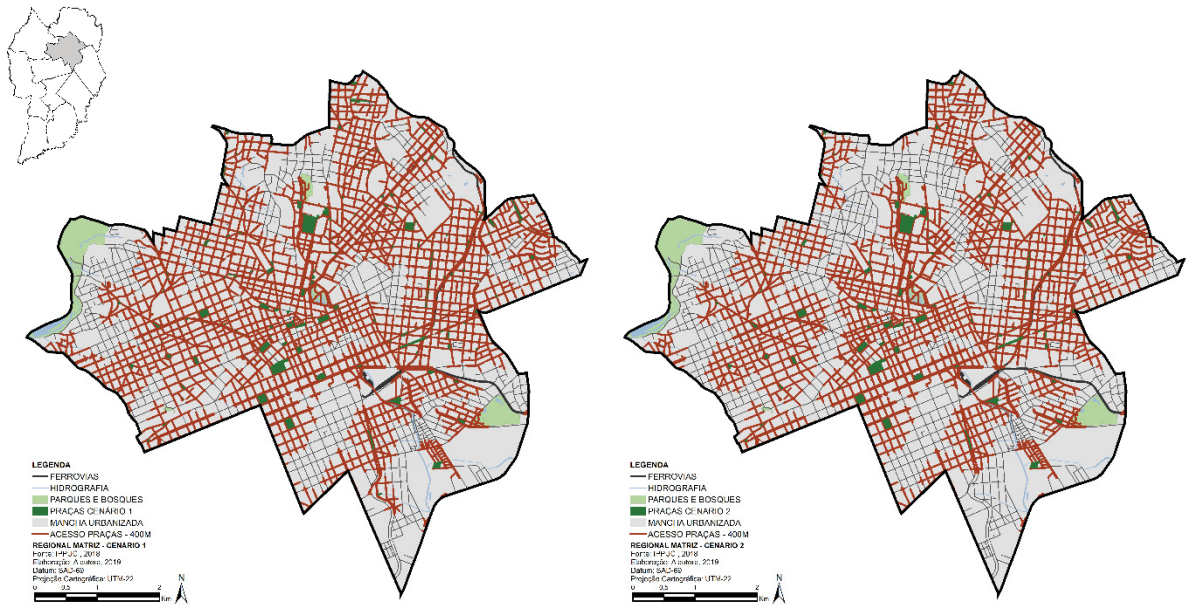 LEGENDA
FERROVIAS
HIDROGRAFIA
PARQUES E BOSQUES
PRAÇAS CENÁRIO 1
MANCHA URBANIZADA
ACESSO PRAÇAS - 400M
REGIONAL MATRIZ - CENÁRIO 1
Fonte: IPPUC , 2018
Elaboração: A autora, 2019
Datum: SAD-69
Projeção Cartográfica: UTM-22
0 0,5 1 2
Km
N
LEGENDA
FERROVIAS
HIDROGRAFIA
PARQUES E BOSQUES
PRAÇAS CENÁRIO 2
MANCHA URBANIZADA
ACESSO PRAÇAS - 400M
REGIONAL MATRIZ - CENÁRIO 2
Fonte: IPPUC , 2018
Elaboração: A autora, 2019
Datum: SAD-69
Projeção Cartográfica: UTM-22
0 0,5 1 2
Km
N